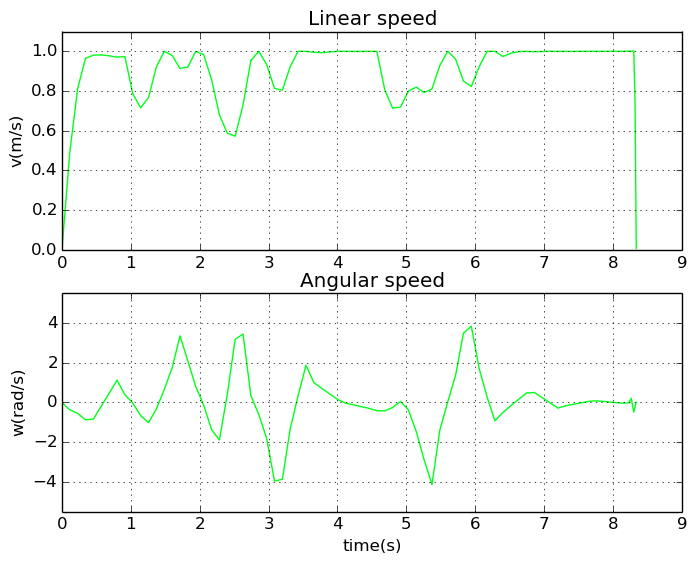 Linear speed
1.0
0.8
0.6
0.4
0.2
0.0
v(m/s)
0 1 2 3 4 5 6 7 8 9
Angular speed
4
2
0
−2
−4
w(rad/s)
0 1 2 3 4 5 6 7 8 9
time(s)